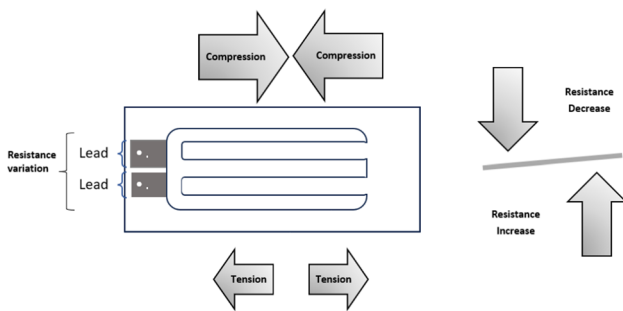 Compression
Compression
Resistance
Decrease
Resistance
variation
Lead
Lead
Resistance
Increase
Tension
Tension